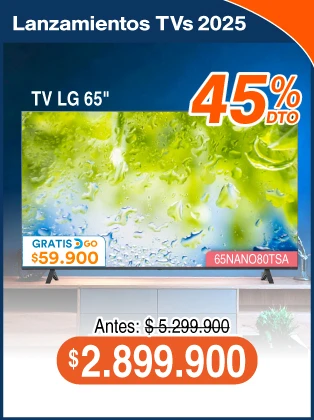 Lanzamientos TVs 2025
TV LG 65"
45%
DTO
GRATIS DGO
$59.900
65NANO80TSA
Antes: $ 5.299.900
$2.899.900